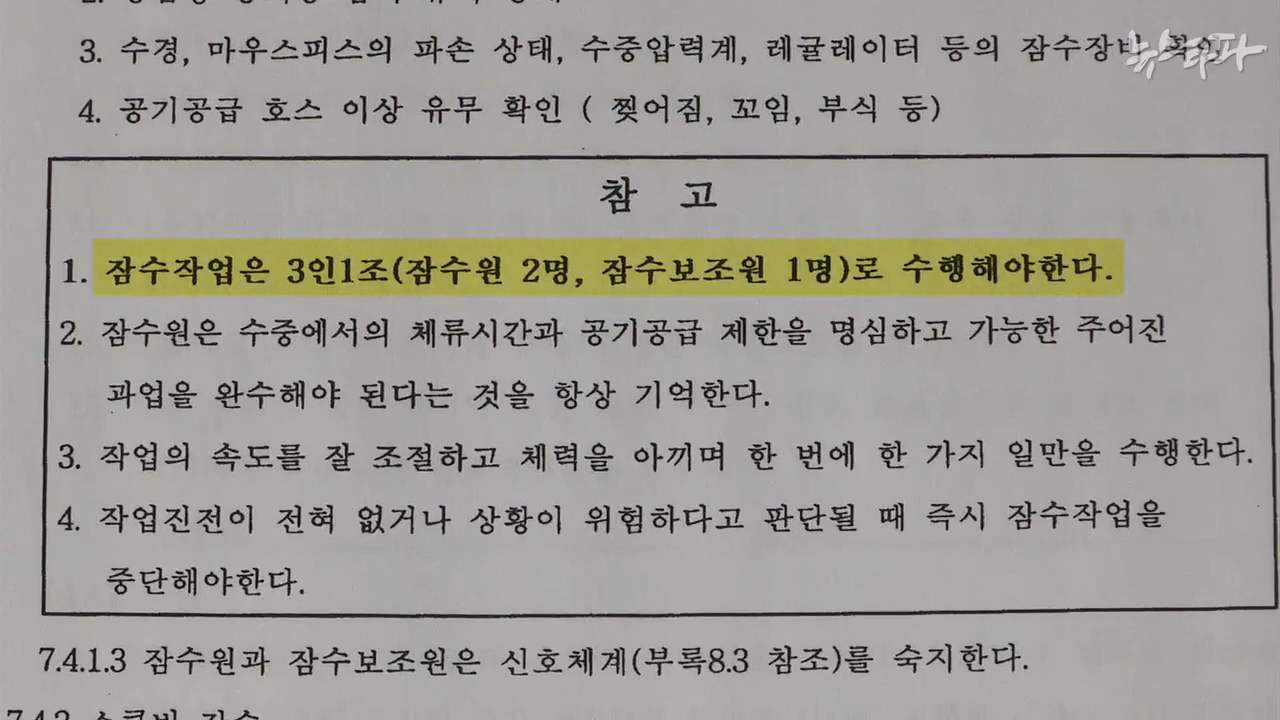 3. 수경, 마우스피스의 파손 상태, 수중압력계, 레귤레이터 등의 잠수장비 확인
뉴스타파
4. 공기공급 호스 이상 유무 확인 ( 찢어짐, 꼬임, 부식 등)
참 고
1. 잠수작업은 3인1조(잠수원 2명, 잠수보조원 1명)로 수행해야한다.
2. 잠수원은 수중에서의 체류시간과 공기공급 제한을 명심하고 가능한 주어진
과업을 완수해야 된다는 것을 항상 기억한다.
3. 작업의 속도를 잘 조절하고 체력을 아끼며 한 번에 한 가지 일만을 수행한다.
4. 작업진전이 전혀 없거나 상황이 위험하다고 판단될 때 즉시 잠수작업을
중단해야한다.
7.4.1.3 잠수원과 잠수보조원은 신호체계(부록8.3 참조)를 숙지한다.